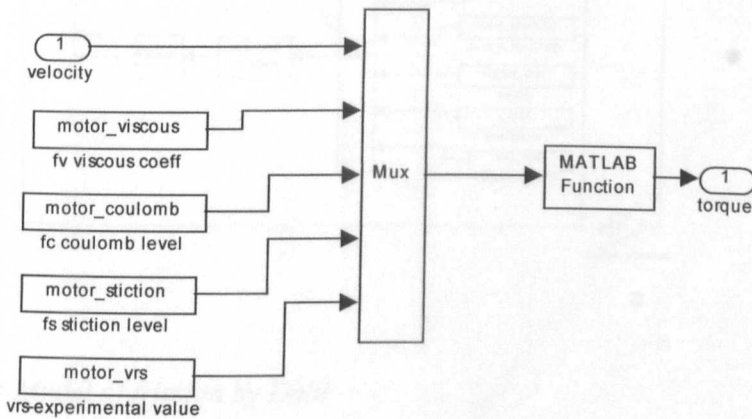 1
velocity
motor_viscous
fv viscous coeff
motor_coulomb
fc coulomb level
motor_stiction
fs stiction level
motor_vrs
vrs-experimental value
Mux
MATLAB
Function
1
torque